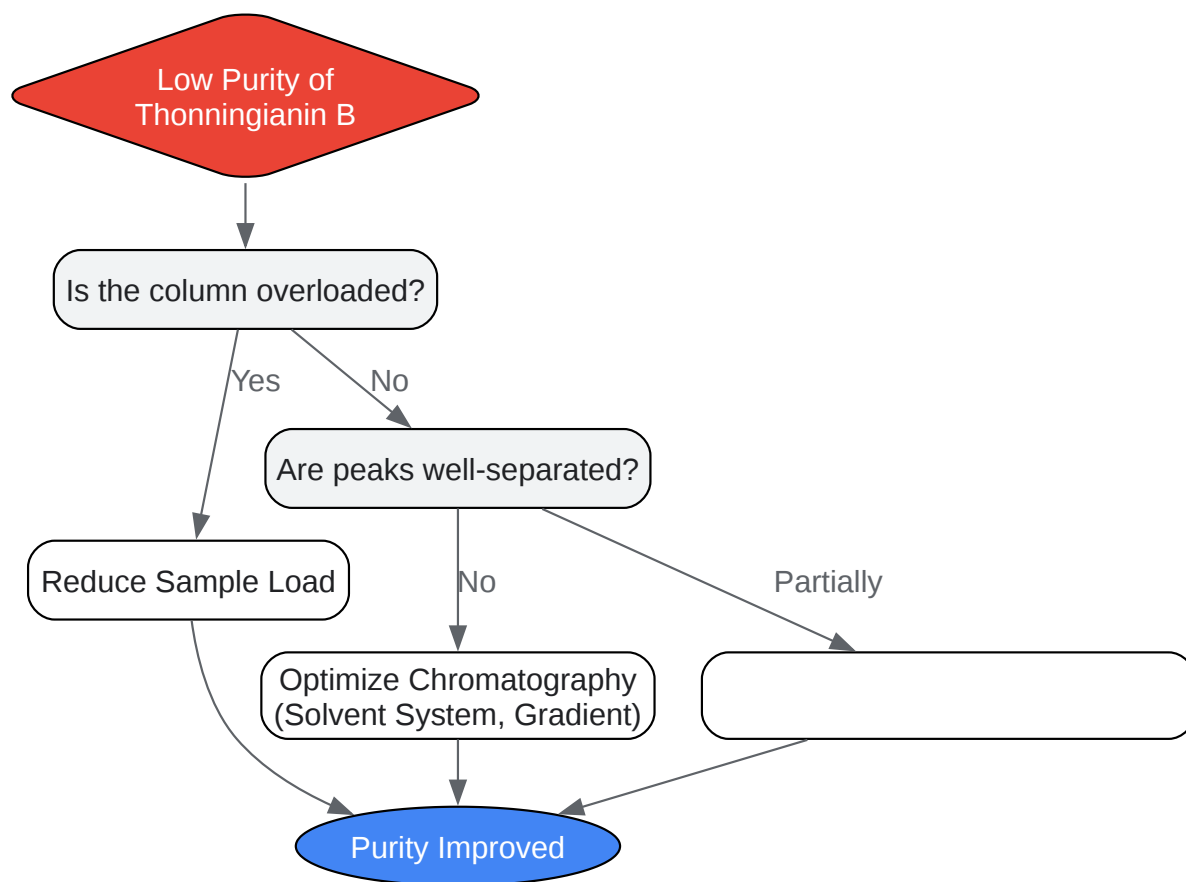 Low Purity of
Thonningianin B
Is the column overloaded?
Yes
No
Are peaks well-separated?
Reduce Sample Load
No
Partially
Optimize Chromatography
(Solvent System, Gradient)
Purity Improved